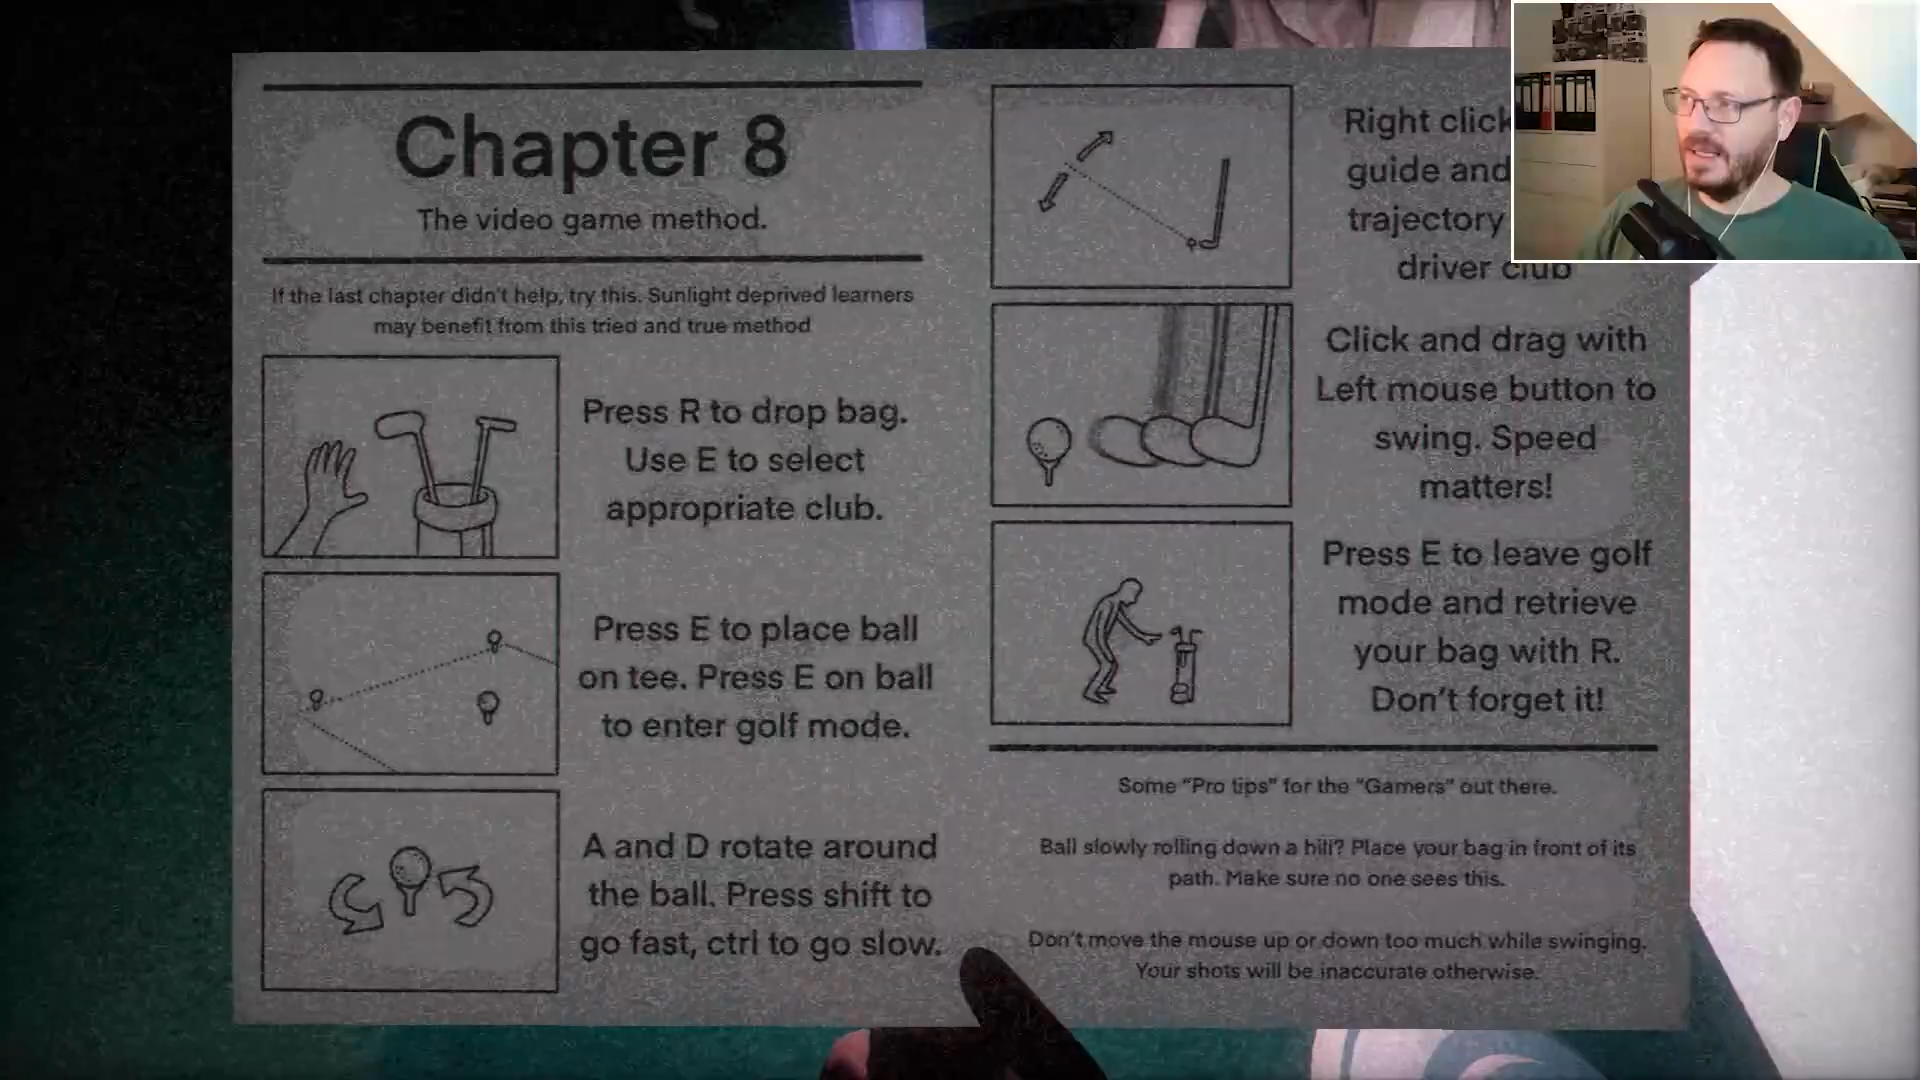 Chapter 8
The video game method.
If the last chapter didn't help, try this. Sunlight deprived learners
may benefit from this tried and true method
Press R to drop bag.
Use E to select
appropriate club.
Press E to place ball
on tee. Press E on ball
to enter golf mode.
A and D rotate around
the ball. Press shift to
go fast, ctrl to go slow.
Right click
guide and
trajectory
driver club
Click and drag with
Left mouse button to
swing. Speed
matters!
Press E to leave golf
mode and retrieve
your bag with R.
Don't forget it!
Some "Pro tips" for the "Gamers" out there.
Ball slowly rolling down a hill? Place your bag in front of its
path. Make sure no one sees this.
Don't move the mouse up or down too much while swinging.
Your shots will be inaccurate otherwise.